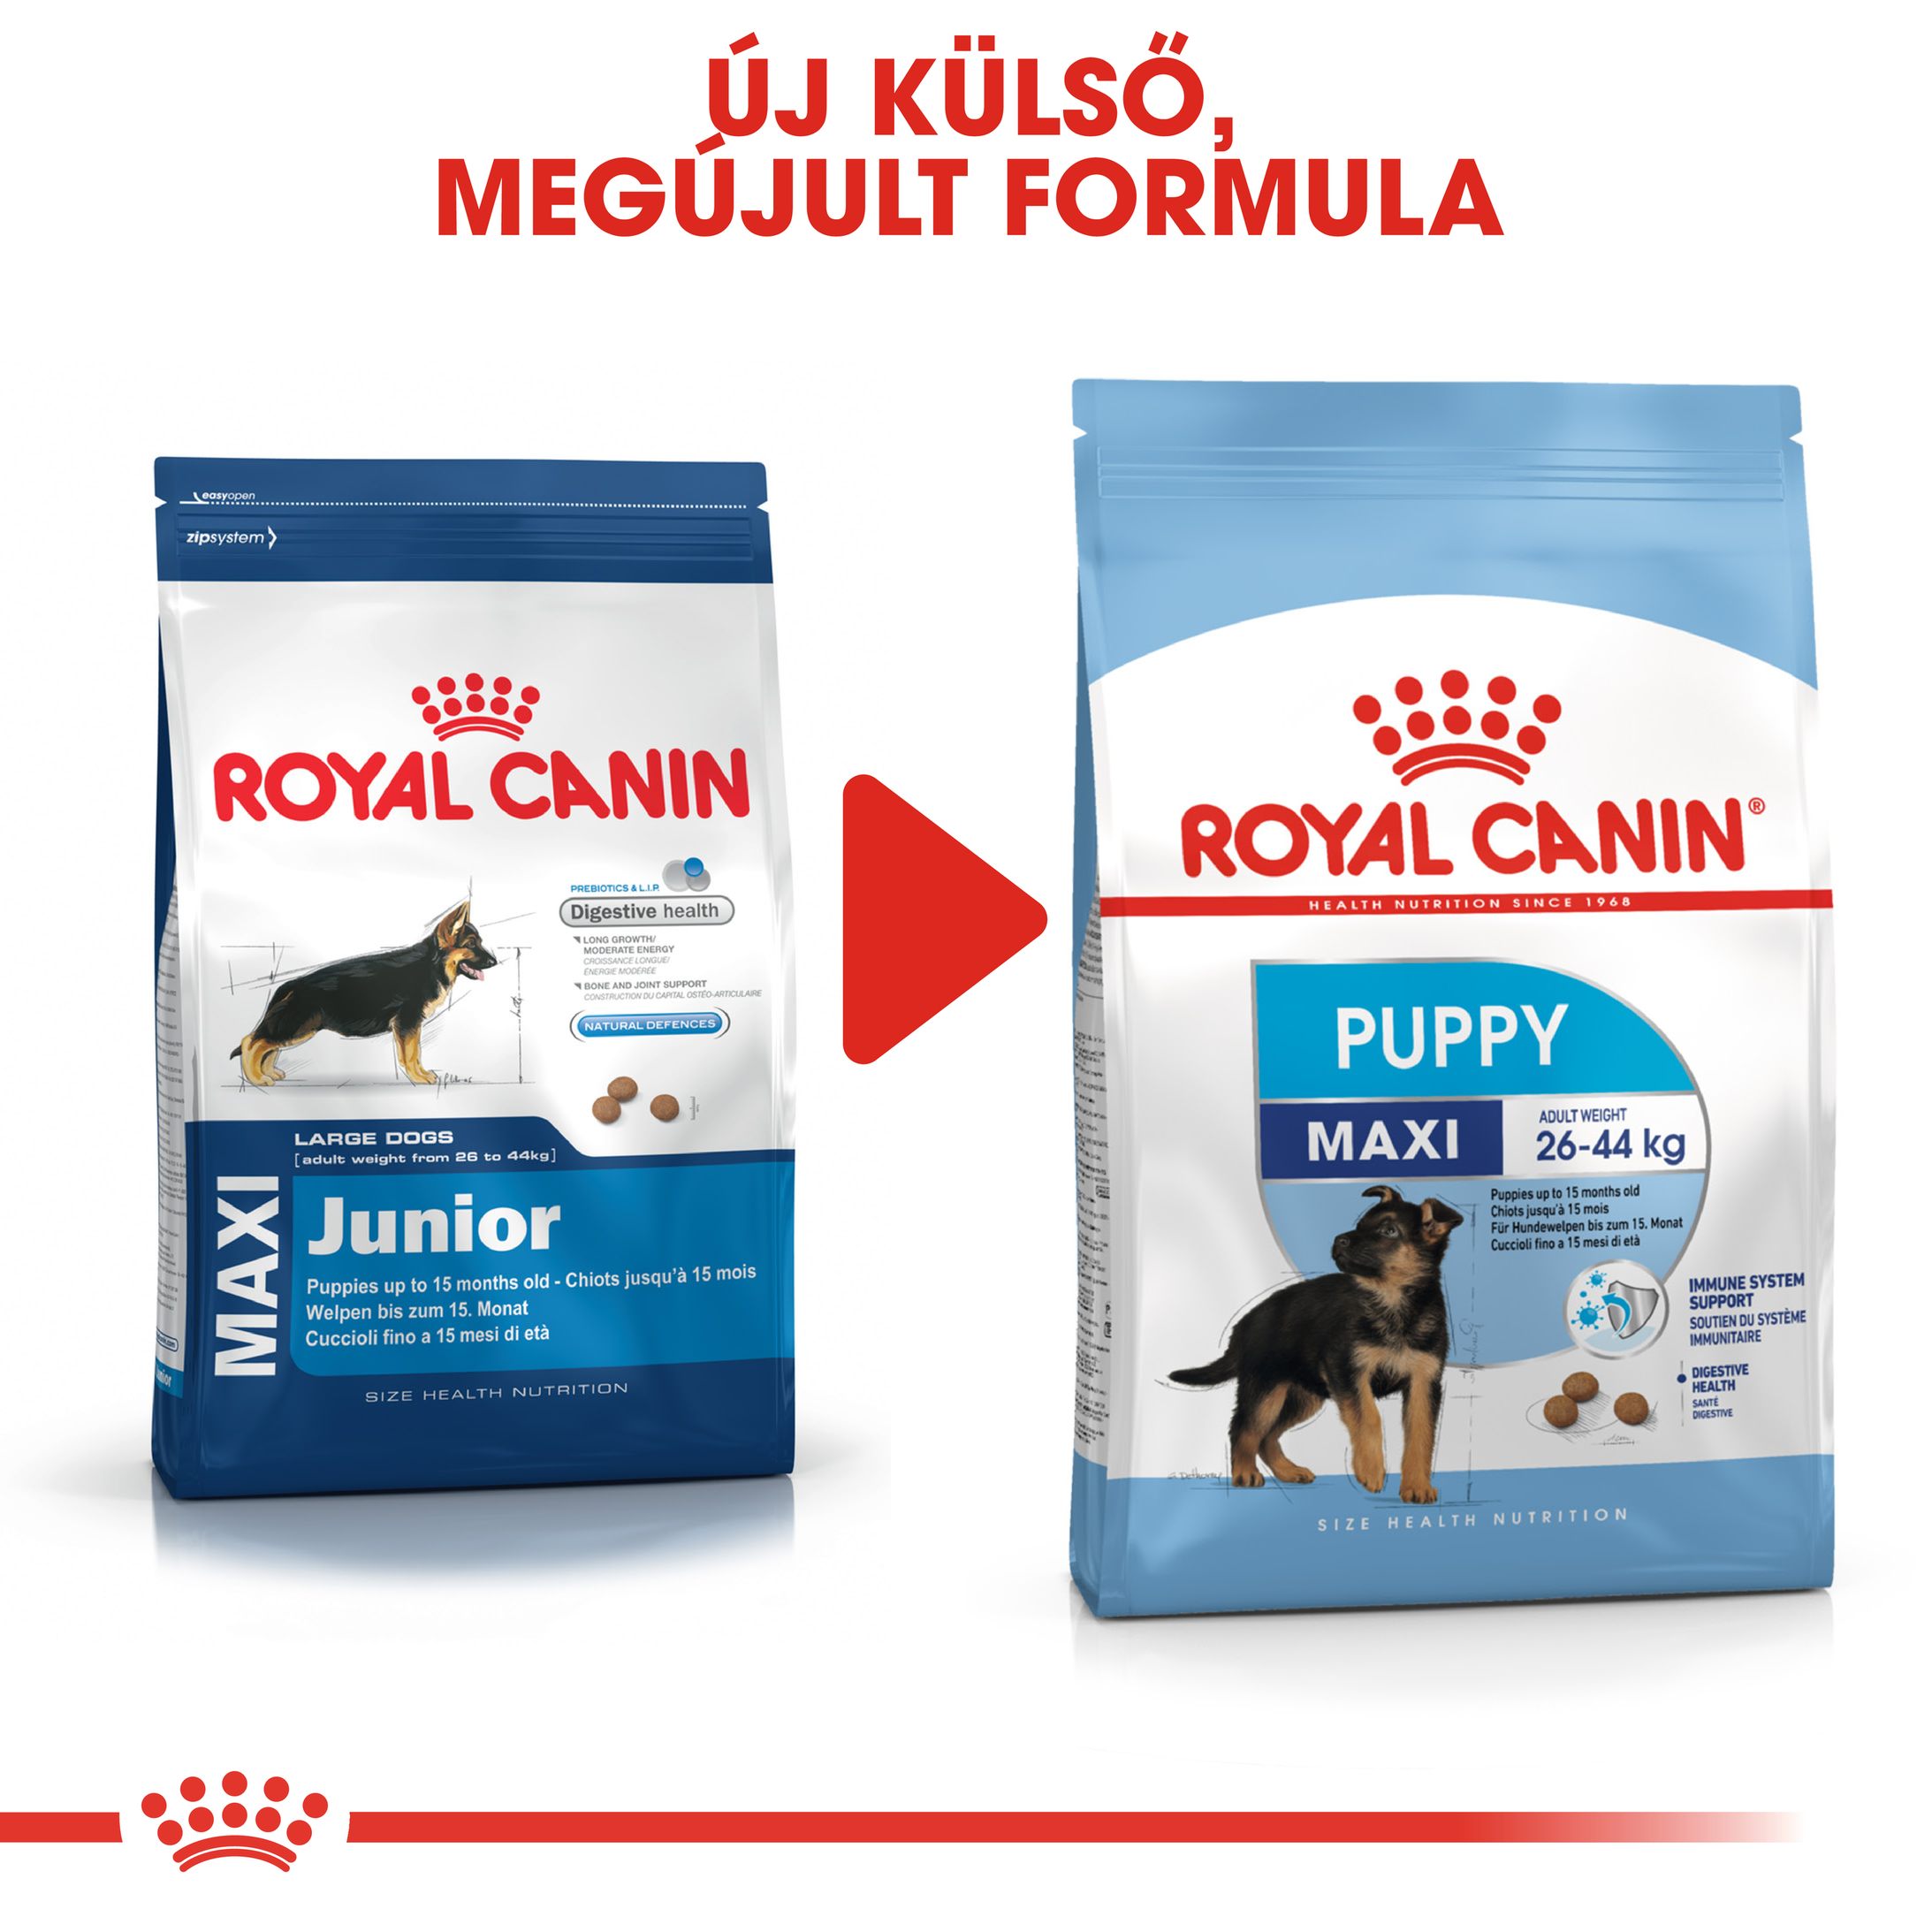 ÚJ KÜLSŐ,
MEGÚJULT FORMULA
easyopen
zipsystem
ROYAL CANIN
PREBIOTICS & L.I.P.
Digestive health
LONG GROWTH/
MODERATE ENERGY
CROISSANCE LONGUE/
ÉNERGIE MODÉRÉE
BONE AND JOINT SUPPORT
CONSTRUCTION DU CAPITAL OSTÉO-ARTICULAIRE
NATURAL DEFENCES
LARGE DOGS
[adult weight from 26 to 44kg]
MAXI
Junior
Puppies up to 15 months old - Chiots jusqu'à 15 mois
Welpen bis zum 15. Monat
Cuccioli fino a 15 mesi di età
SIZE HEALTH NUTRITION
ROYAL CANIN®
HEALTH NUTRITION SINCE 1968
PUPPY
MAXI
ADULT WEIGHT
26-44 kg
Puppies up to 15 months old
Chiots jusqu'à 15 mois
Für Hundewelpen bis zum 15. Monat
Cuccioli fino a 15 mesi di età
IMMUNE SYSTEM
SUPPORT
SOUTIEN DU SYSTÈME
IMMUNITAIRE
DIGESTIVE
HEALTH
SANTÉ
DIGESTIVE
SIZE HEALTH NUTRITION